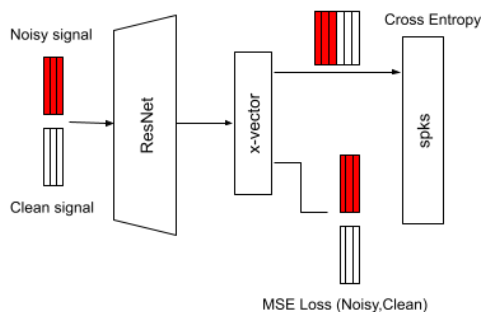 Noisy signal
Clean signal
ResNet
x-vector
Cross Entropy
spks
MSE Loss (Noisy,Clean)